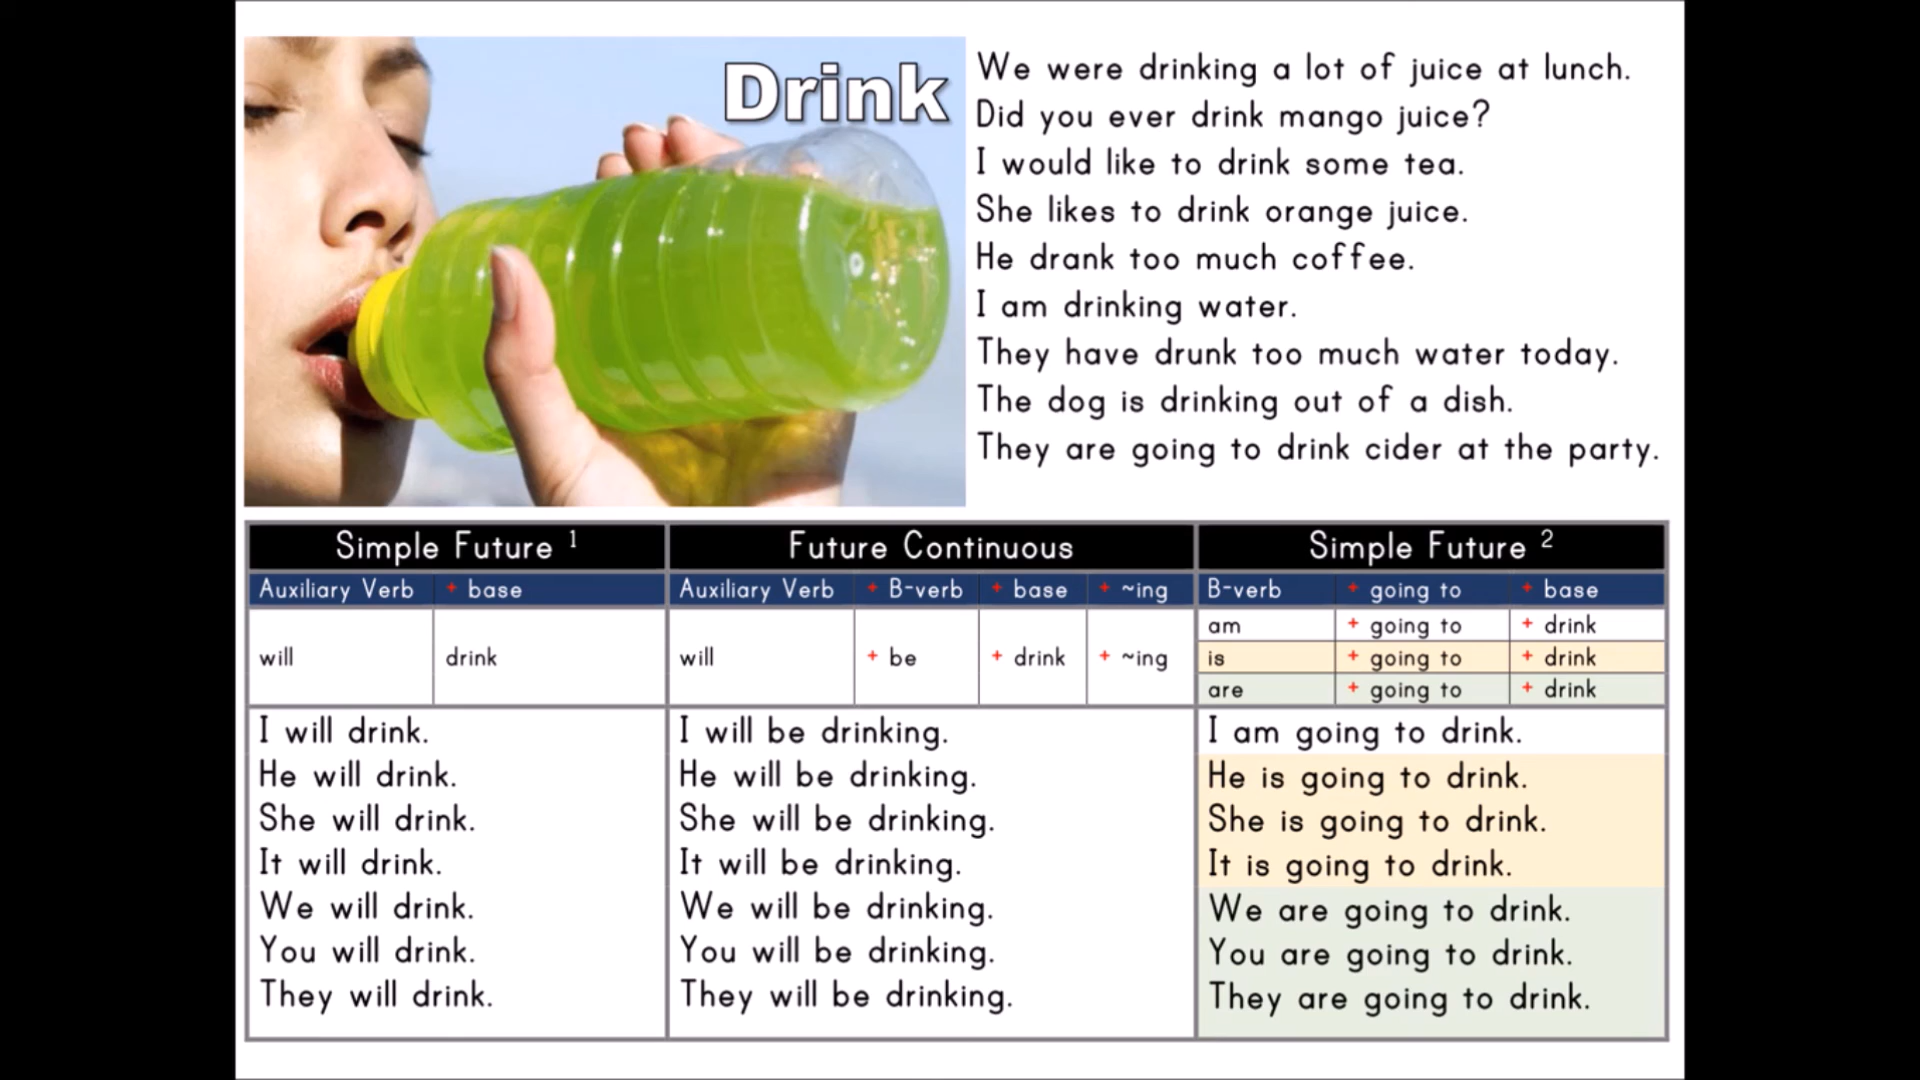 Drink
We were drinking a lot of juice at lunch.
Did you ever drink mango juice?
I would like to drink some tea.
She likes to drink orange juice.
He drank too much coffee.
I am drinking water.
They have drunk too much water today.
The dog is drinking out of a dish.
They are going to drink cider at the party.
Simple Future 1
Auxiliary Verb + base
will drink
I will drink.
He will drink.
She will drink.
It will drink.
We will drink.
You will drink.
They will drink.
Future Continuous
Auxiliary Verb + B-verb + base + ~ing
will + be + drink + ~ing
I will be drinking.
He will be drinking.
She will be drinking.
It will be drinking.
We will be drinking.
You will be drinking.
They will be drinking.
Simple Future 2
B-verb + going to + base
am + going to + drink
is + going to + drink
are + going to + drink
I am going to drink.
He is going to drink.
She is going to drink.
It is going to drink.
We are going to drink.
You are going to drink.
They are going to drink.